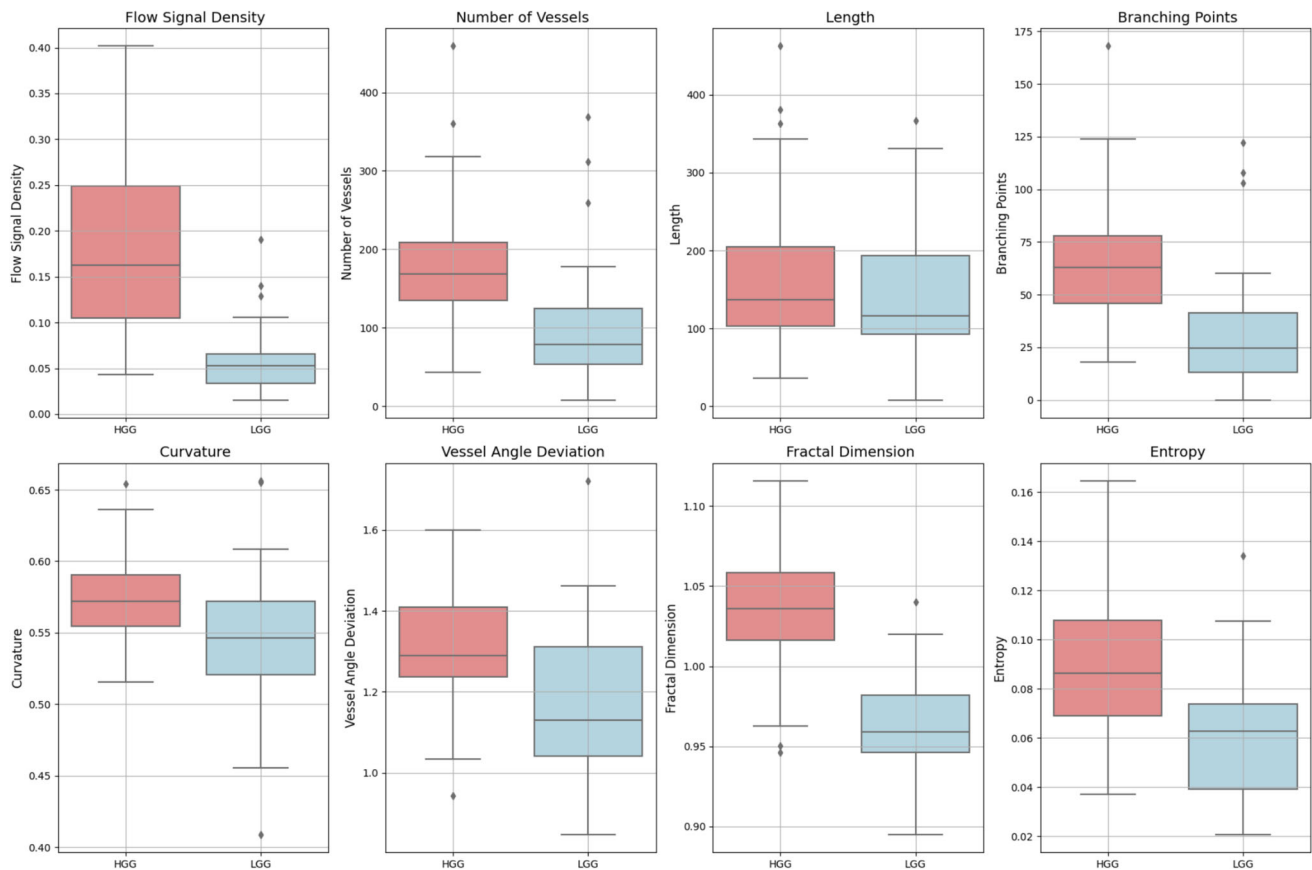 Flow Signal Density
Number of Vessels
Length
Branching Points
Flow Signal Density
0.40
0.35
0.30
0.25
0.20
0.15
0.10
0.05
0.00
HGG LGG
Number of Vessels
400
300
200
100
0
HGG LGG
Length
400
300
200
100
0
HGG LGG
Branching Points
175
150
125
100
75
50
25
0
HGG LGG
Curvature
Vessel Angle Deviation
Fractal Dimension
Entropy
Curvature
0.65
0.60
0.55
0.50
0.45
0.40
HGG LGG
Vessel Angle Deviation
1.6
1.4
1.2
1.0
HGG LGG
Fractal Dimension
1.10
1.05
1.00
0.95
0.90
HGG LGG
Entropy
0.16
0.14
0.12
0.10
0.08
0.06
0.04
0.02
HGG LGG